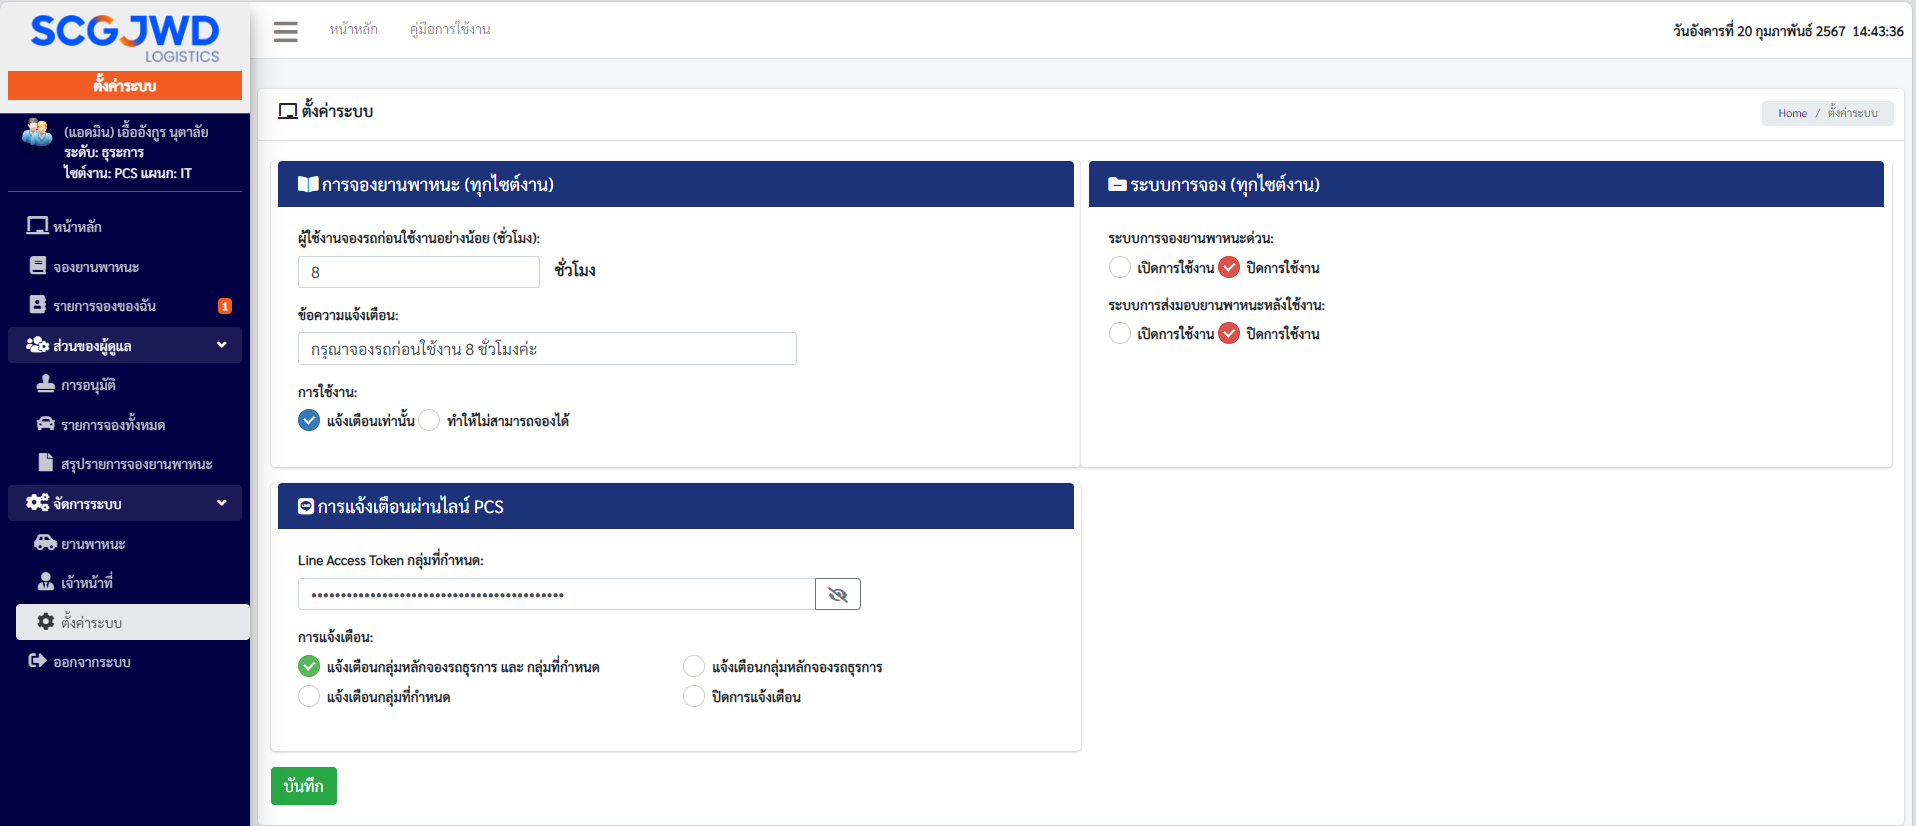 SCGJWD
LOGISTICS
ตั้งค่าระบบ
(แอดมิน) เอื้ออังกูร นุตาลัย
ระดับ: ธุระการ
ไซต์งาน: PCS แผนก: IT
หน้าหลัก
จองยานพาหนะ
รายการจองของฉัน 1
ส่วนของผู้ดูแล
การอนุมัติ
รายการจองทั้งหมด
สรุปรายการจองยานพาหนะ
จัดการระบบ
ยานพาหนะ
เจ้าหน้าที่
ตั้งค่าระบบ
ออกจากระบบ
หน้าหลัก คู่มือการใช้งาน
วันอังคารที่ 20 กุมภาพันธ์ 2567 14:43:36
ตั้งค่าระบบ
Home / ตั้งค่าระบบ
การจองยานพาหนะ (ทุกไซต์งาน)
ผู้ใช้งานจองรถก่อนใช้งานอย่างน้อย (ชั่วโมง):
8 ชั่วโมง
ข้อความแจ้งเตือน:
กรุณาจองรถก่อนใช้งาน 8 ชั่วโมงค่ะ
การใช้งาน:
แจ้งเตือนเท่านั้น ทำให้ไม่สามารถจองได้
ระบบการจอง (ทุกไซต์งาน)
ระบบการจองยานพาหนะด่วน:
เปิดการใช้งาน ปิดการใช้งาน
ระบบการส่งมอบยานพาหนะหลังใช้งาน:
เปิดการใช้งาน ปิดการใช้งาน
การแจ้งเตือนผ่านไลน์ PCS
Line Access Token กลุ่มที่กำหนด:
การแจ้งเตือน:
แจ้งเตือนกลุ่มหลักจองรถธุรการ และ กลุ่มที่กำหนด แจ้งเตือนกลุ่มหลักจองรถธุรการ
แจ้งเตือนกลุ่มที่กำหนด ปิดการแจ้งเตือน
บันทึก